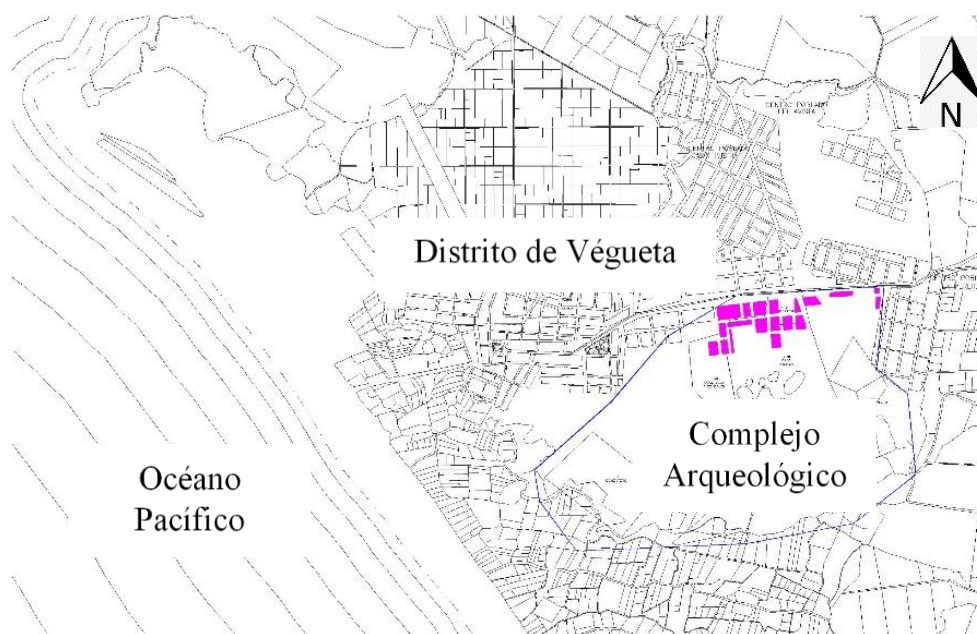 N
Distrito de Végueta
Complejo
Arqueológico
Océano
Pacífico